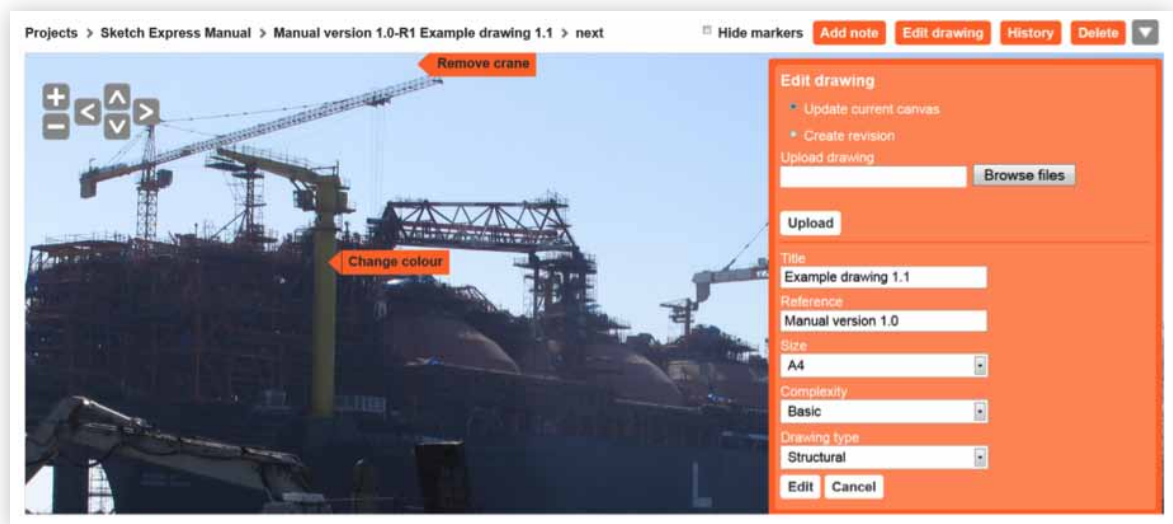 Projects > Sketch Express Manual > Manual version 1.0-R1 Example drawing 1.1 > next
Hide markers Add note Edit drawing History Delete
Remove crane
Change colour
Edit drawing
Update current canvas
Create revision
Upload drawing
Browse files
Upload
Title
Example drawing 1.1
Reference
Manual version 1.0
Size
A4
Complexity
Basic
Drawing type
Structural
Edit Cancel
L